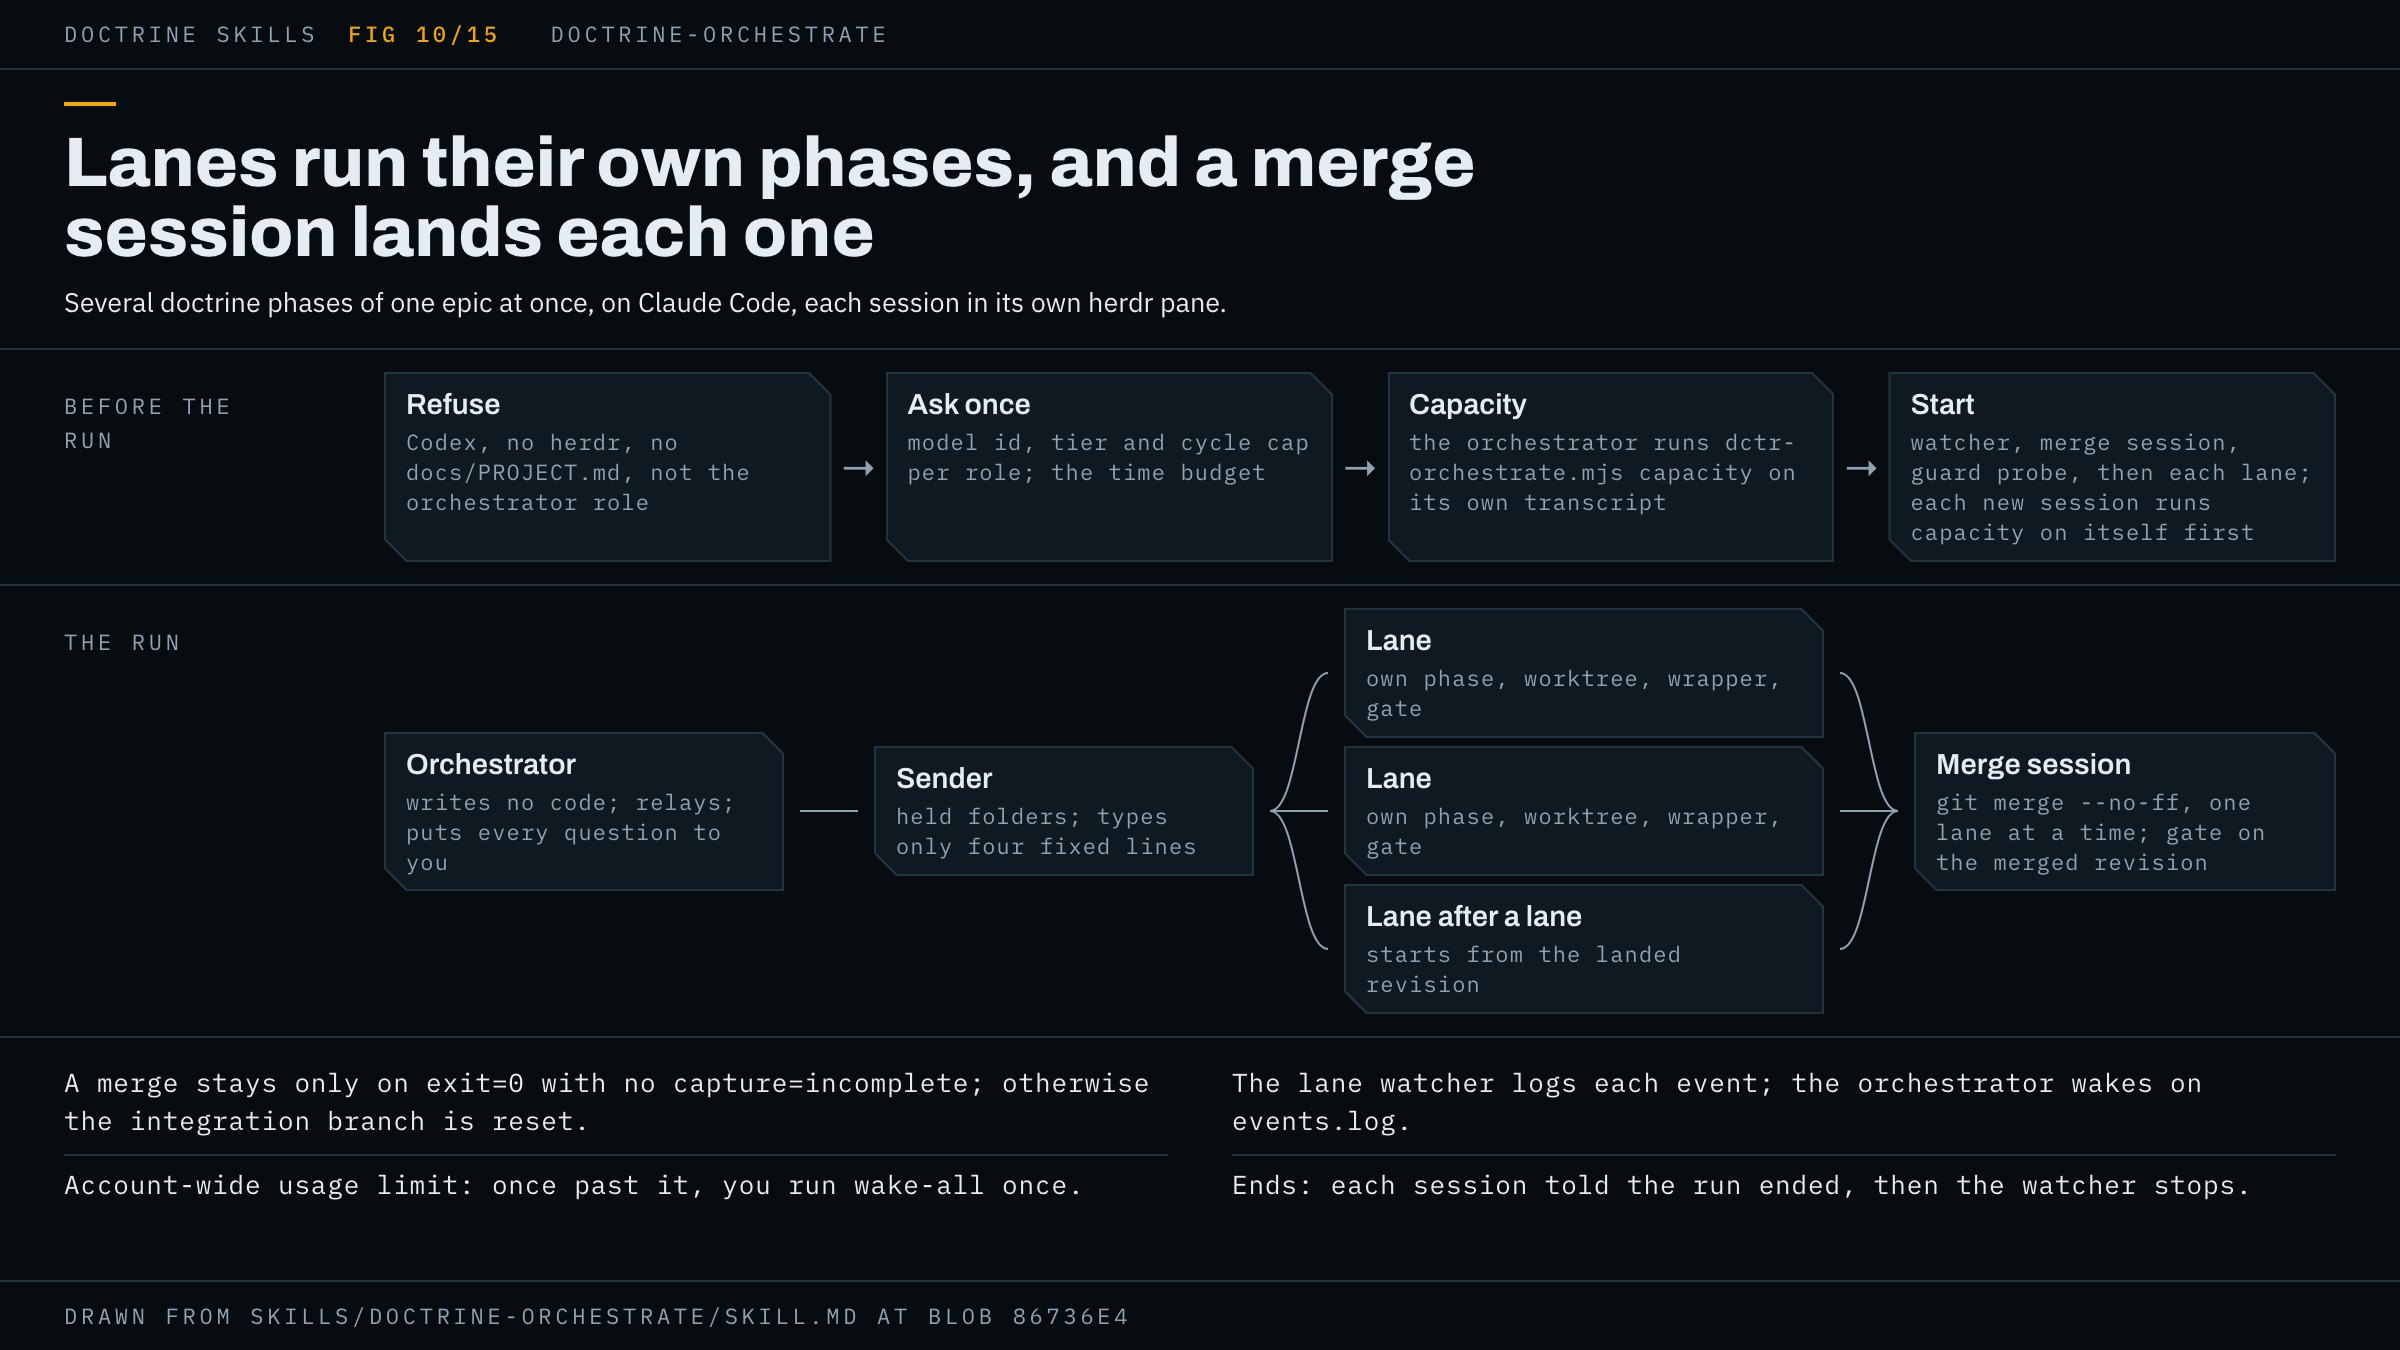 DOCTRINE SKILLS FIG 10/15 DOCTRINE-ORCHESTRATE
Lanes run their own phases, and a merge
session lands each one
Several doctrine phases of one epic at once, on Claude Code, each session in its own herdr pane.
BEFORE THE
RUN
Refuse
Codex, no herdr, no
docs/PROJECT.md, not the
orchestrator role
Ask once
model id, tier and cycle cap
per role; the time budget
Capacity
the orchestrator runs dctr-
orchestrate.mjs capacity on
its own transcript
Start
watcher, merge session,
guard probe, then each lane;
each new session runs
capacity on itself first
THE RUN
Orchestrator
writes no code; relays;
puts every question to
you
Sender
held folders; types
only four fixed lines
Lane
own phase, worktree, wrapper,
gate
Lane
own phase, worktree, wrapper,
gate
Lane after a lane
starts from the landed
revision
Merge session
git merge --no-ff, one
lane at a time; gate on
the merged revision
A merge stays only on exit=0 with no capture=incomplete; otherwise
the integration branch is reset.
Account-wide usage limit: once past it, you run wake-all once.
The lane watcher logs each event; the orchestrator wakes on
events.log.
Ends: each session told the run ended, then the watcher stops.
DRAWN FROM SKILLS/DOCTRINE-ORCHESTRATE/SKILL.MD AT BLOB 86736E4